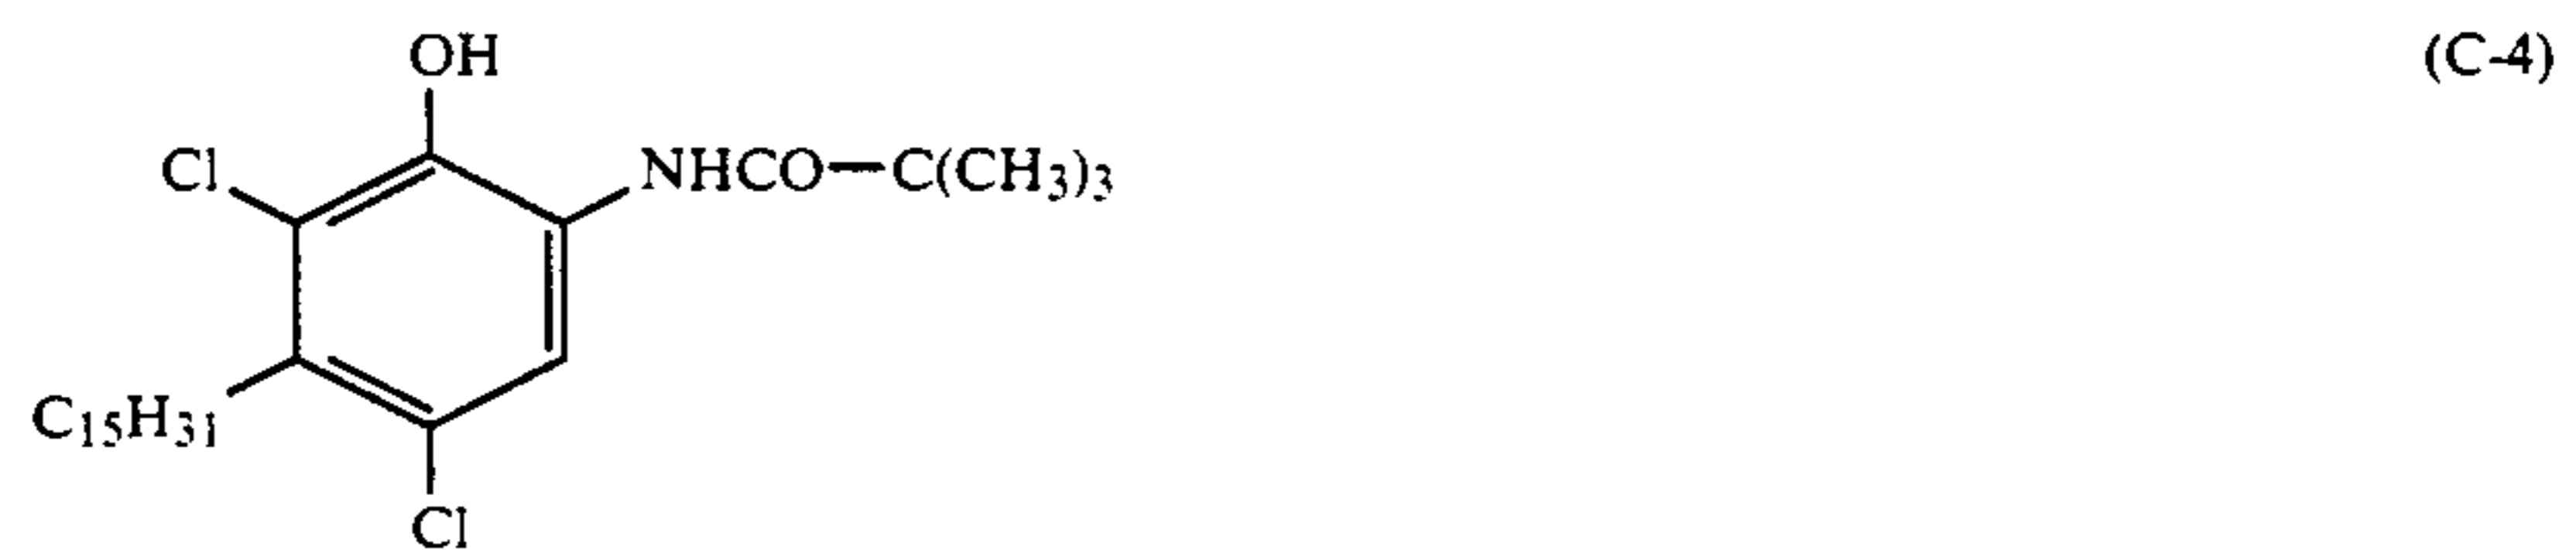 OH
(C-4)
Cl
NHCO—C(CH₃)₃
C₁₅H₃₁
Cl